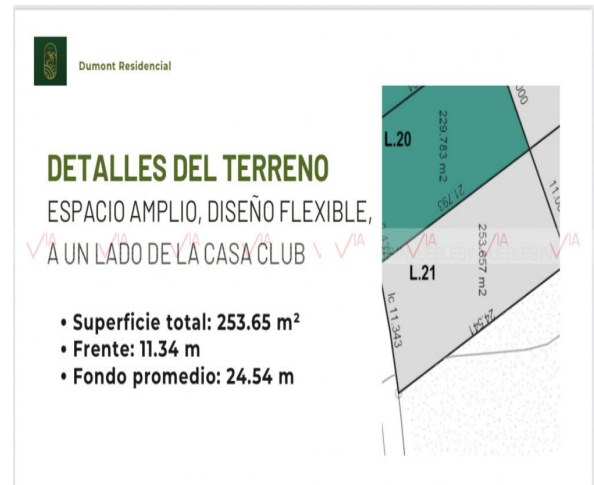 Dumont Residencial
DETALLES DEL TERRENO
ESPACIO AMPLIO, DISEÑO FLEXIBLE,
A UN LADO DE LA CASA CLUB
• Superficie total: 253.65 m²
• Frente: 11.34 m
• Fondo promedio: 24.54 m
L.20
229.783 m2
21.793
L.21
253.657 m2
lc 11.343
24.541